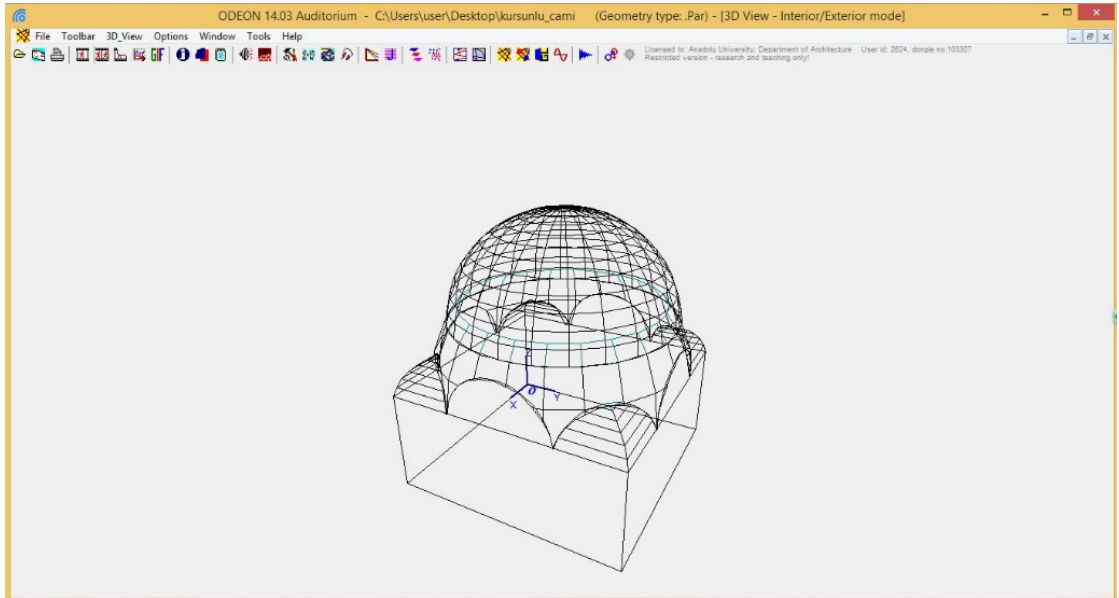 ODEON 14.03 Auditorium - C:\Users\user\Desktop\kursunlu_cami (Geometry type: .Par) - [3D View - Interior/Exterior mode]
File Toolbar 3D_View Options Window Tools Help
GIF
Licensed to: Anadolu University, Department of Architecture User id: 2624, dongle no:103307
Restricted version - research and teaching only!
Z
O
X
Y